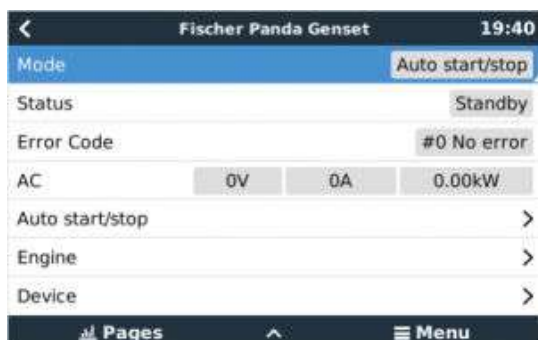 Fischer Panda Genset 19:40
Mode Auto start/stop
Status Standby
Error Code #0 No error
AC 0V 0A 0.00kW
Auto start/stop
Engine
Device
Pages Menu